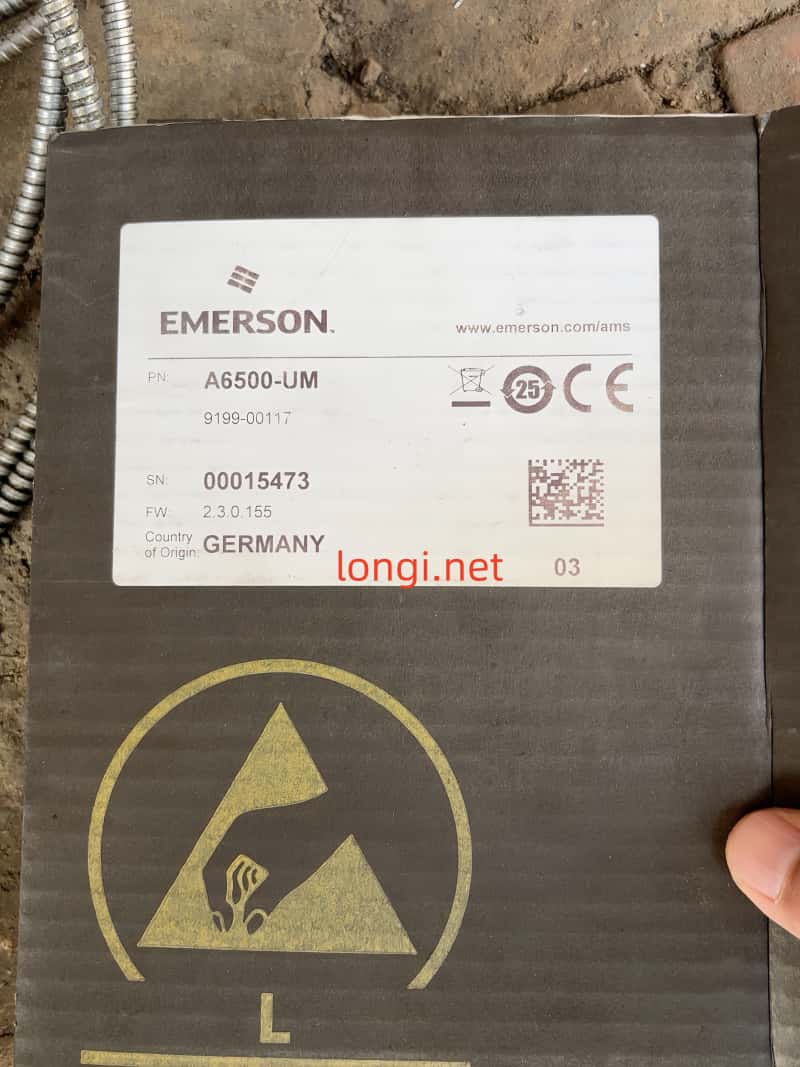 EMERSON™
www.emerson.com/ams
PN: A6500-UM
9199-00117
25 CE
SN: 00015473
FW: 2.3.0.155
Country
of Origin: GERMANY
longi.net
03
L